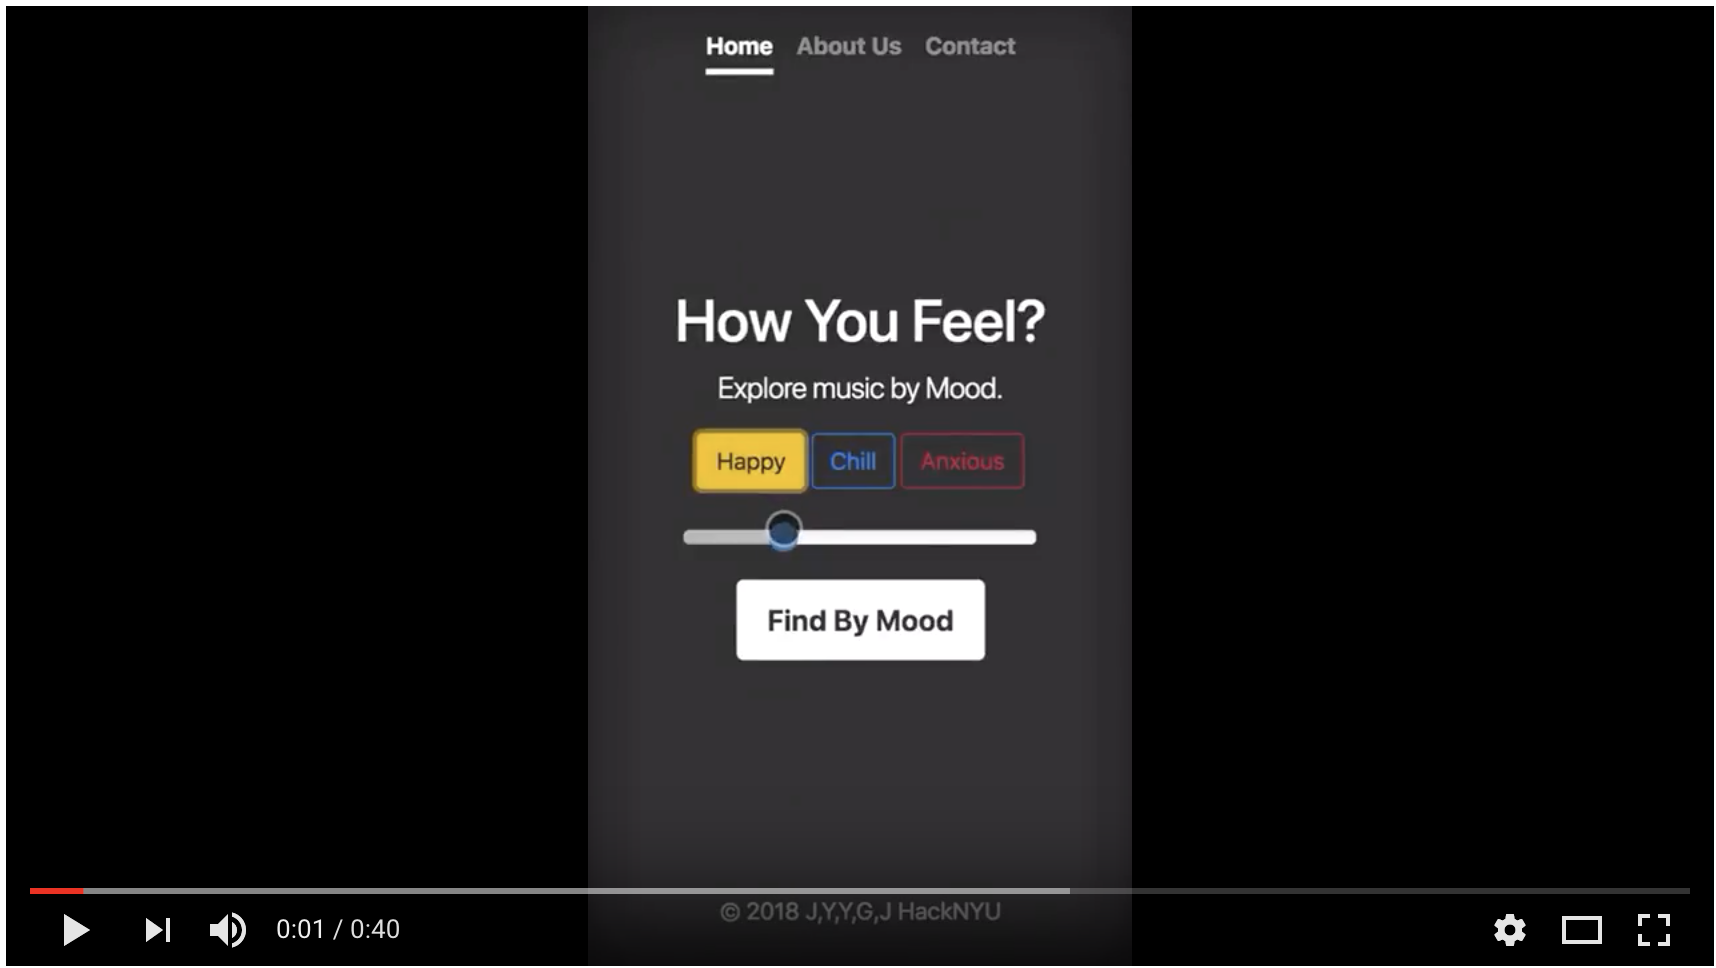 Home About Us Contact
How You Feel?
Explore music by Mood.
Happy Chill Anxious
Find By Mood
© 2018 J,Y,Y,G,J HackNYU
0:01 / 0:40